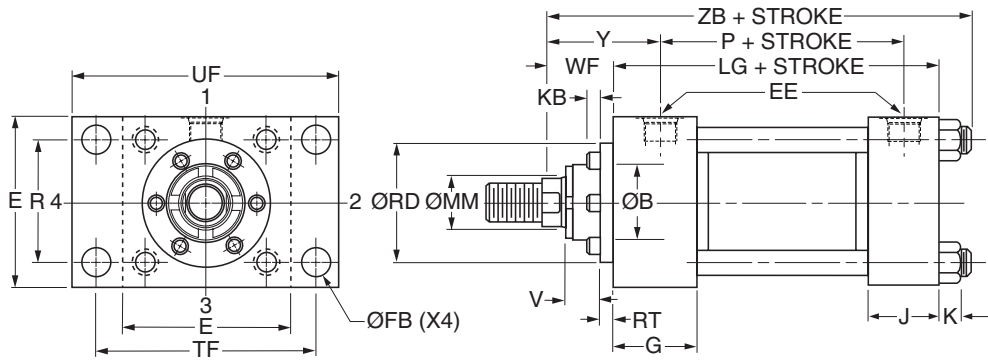 UF
1
E
R
4
2
3
E
TF
ØFB (X4)
ZB + STROKE
Y
P + STROKE
WF
LG + STROKE
KB
EE
ØRD
ØMM
ØB
V
RT
G
J
K